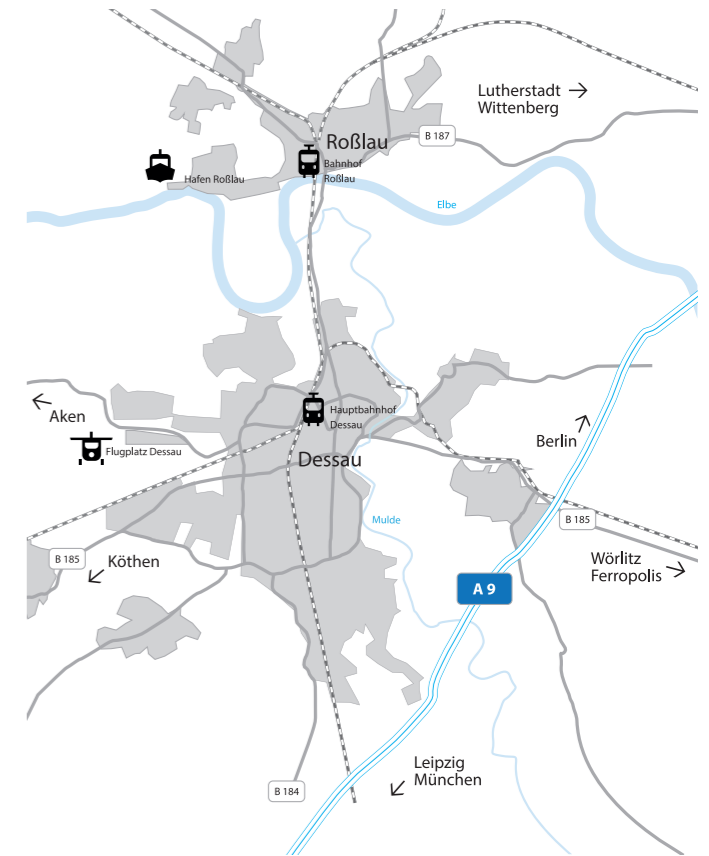 Lutherstadt
Wittenberg
B 187
Roßlau
Bahnhof
Roßlau
Hafen Roßlau
Elbe
Aken
Hauptbahnhof
Dessau
Flugplatz Dessau
Berlin
Dessau
Mulde
B 185
B 185
Köthen
Wörlitz
Ferropolis
A 9
Leipzig
München
B 184